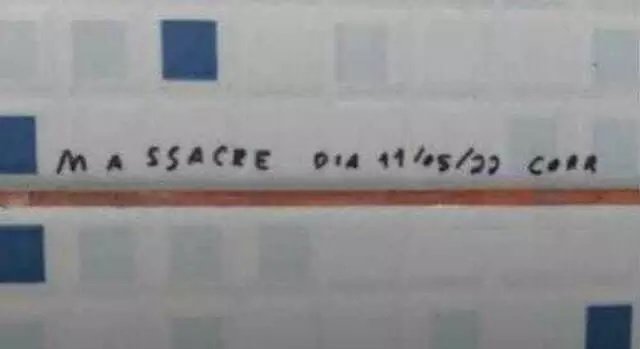 MASSACRE DIA 11/05/22 CORR